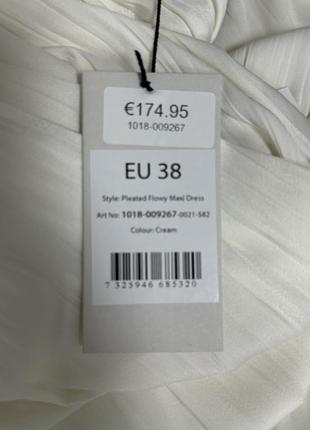 €174.95
1018-009267
EU 38
Style: Pleated Flowy Maxi Dress
Art No: 1018-009267-0021-582
Colour: Cream
7 325946 685320